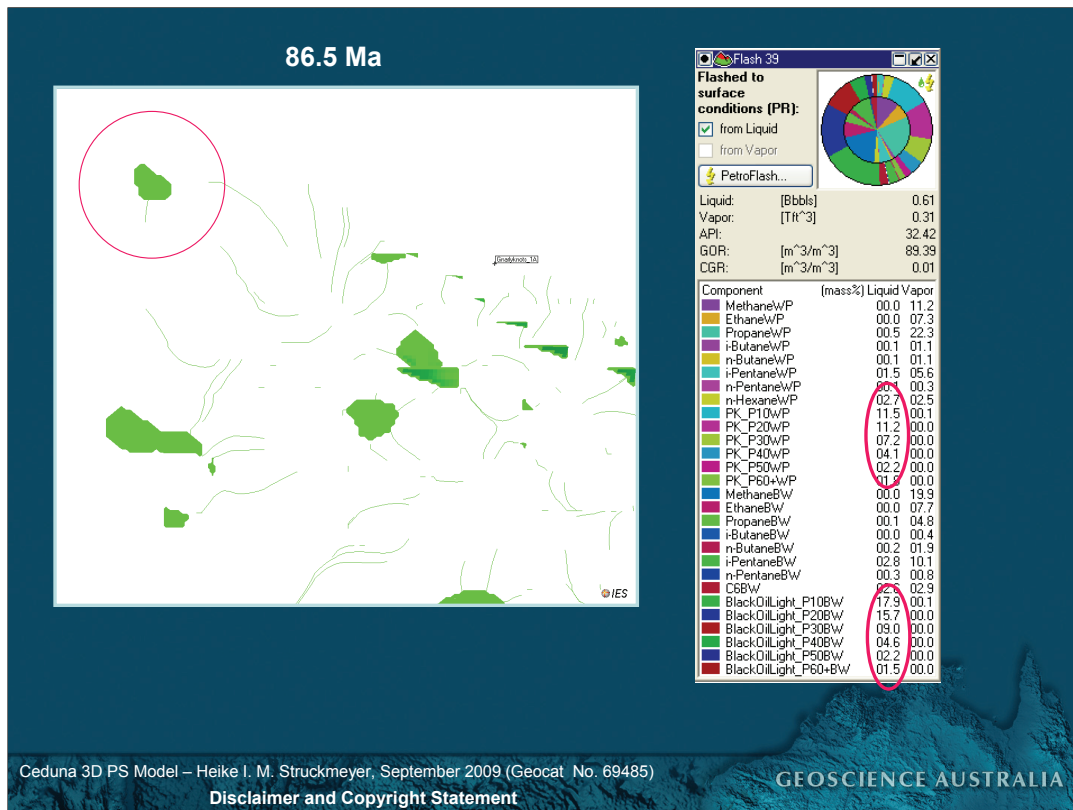 86.5 Ma
Gnarlyknots_1A
IES
Flash 39
Flashed to
surface
conditions (PR):
from Liquid
from Vapor
PetroFlash...
Liquid: [Bbbls] 0.61
Vapor: [Tft^3] 0.31
API: 32.42
GOR: [m^3/m^3] 89.39
CGR: [m^3/m^3] 0.01
Component (mass%) Liquid Vapor
MethaneWP 00.0 11.2
EthaneWP 00.0 07.3
PropaneWP 00.5 22.3
i-ButaneWP 00.1 01.1
n-ButaneWP 00.1 01.1
i-PentaneWP 01.5 05.6
n-PentaneWP 00.1 00.3
n-HexaneWP 02.7 02.5
PK_P10WP 11.5 00.1
PK_P20WP 11.2 00.0
PK_P30WP 07.2 00.0
PK_P40WP 04.1 00.0
PK_P50WP 02.2 00.0
PK_P60+WP 01.8 00.0
MethaneBW 00.0 19.9
EthaneBW 00.0 07.7
PropaneBW 00.1 04.8
i-ButaneBW 00.0 00.4
n-ButaneBW 00.2 01.9
i-PentaneBW 02.8 10.1
n-PentaneBW 00.3 00.8
C6BW 02.6 02.9
BlackOilLight_P10BW 17.9 00.1
BlackOilLight_P20BW 15.7 00.0
BlackOilLight_P30BW 09.0 00.0
BlackOilLight_P40BW 04.6 00.0
BlackOilLight_P50BW 02.2 00.0
BlackOilLight_P60+BW 01.5 00.0
Ceduna 3D PS Model – Heike I. M. Struckmeyer, September 2009 (Geocat No. 69485)
Disclaimer and Copyright Statement
GEOSCIENCE AUSTRALIA